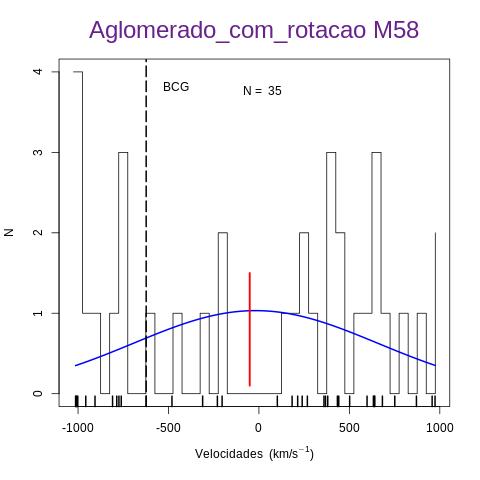 Aglomerado_com_rotacao M58
BCG
N = 35
4
3
2
1
0
N
-1000 -500 0 500 1000
Velocidades (km/s⁻¹)